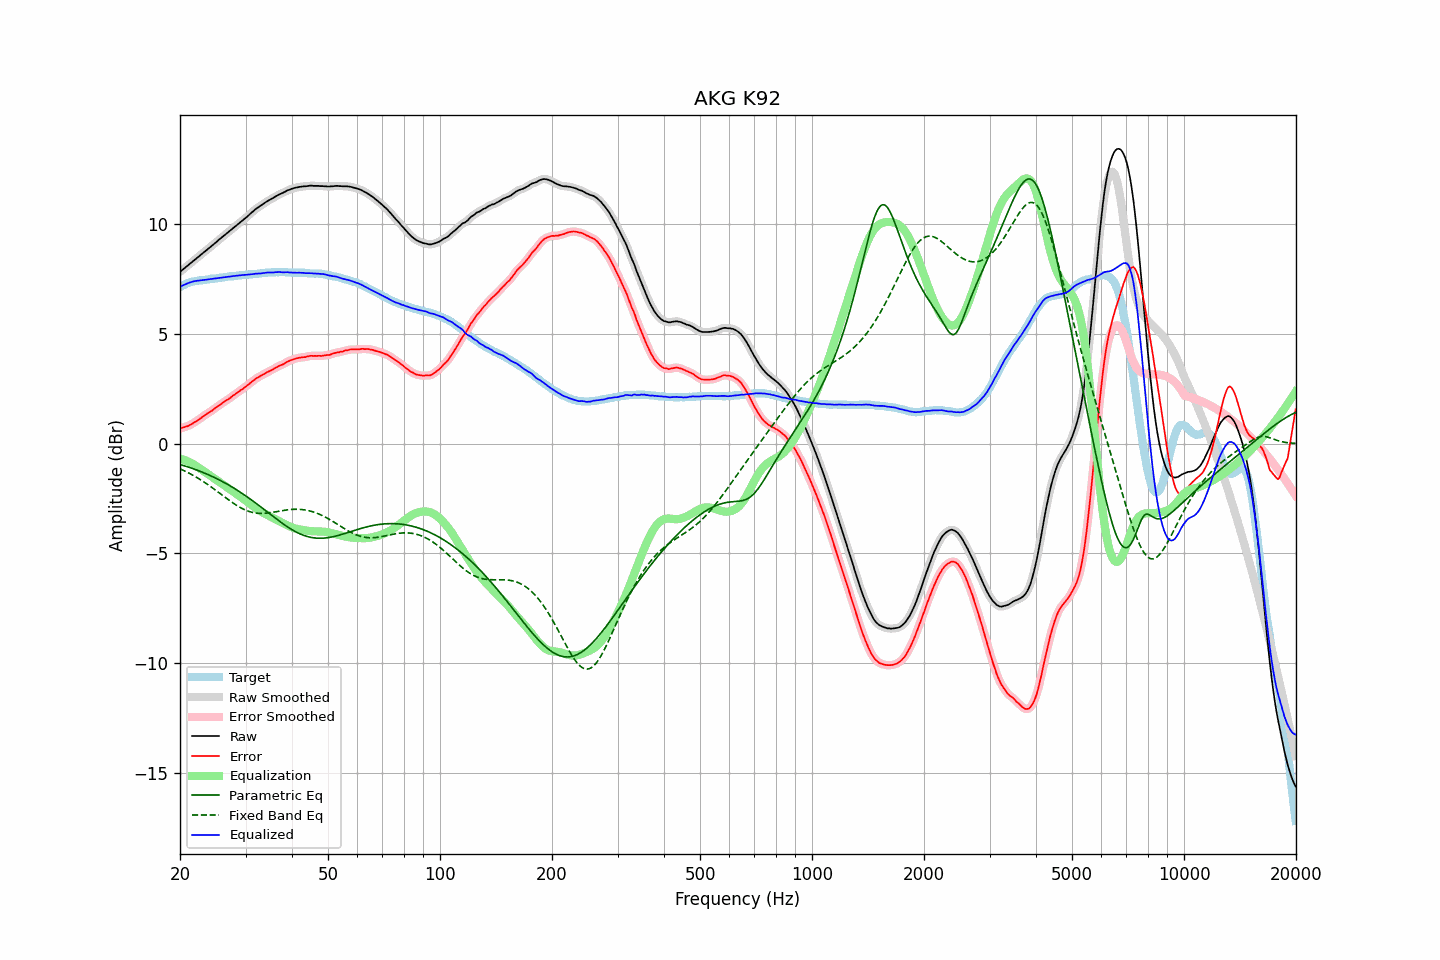 AKG K92
Amplitude (dBr)
10
5
0
−5
−10
−15
Target
Raw Smoothed
Error Smoothed
Raw
Error
Equalization
Parametric Eq
Fixed Band Eq
Equalized
20 50 100 200 500 1000 2000 5000 10000 20000
Frequency (Hz)